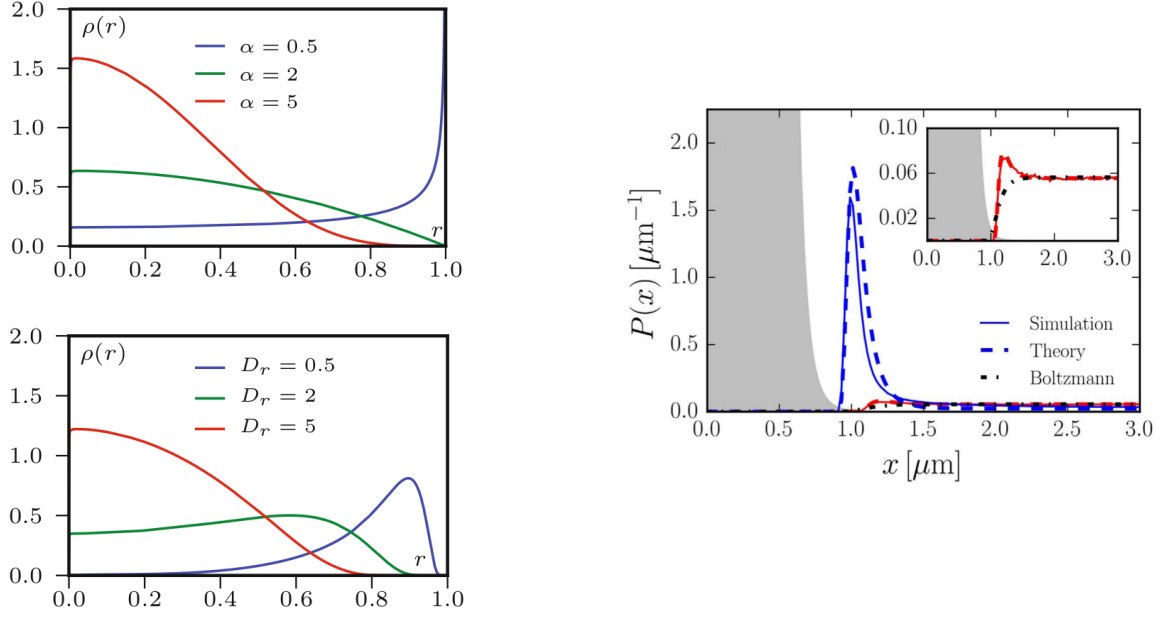 2.0
ρ(r)
α = 0.5
1.5
α = 2
α = 5
1.0
0.5
r
0.0
0.0 0.2 0.4 0.6 0.8 1.0
2.0
ρ(r)
D_r = 0.5
1.5
D_r = 2
D_r = 5
1.0
0.5
r
0.0
0.0 0.2 0.4 0.6 0.8 1.0
P(x) [μm⁻¹]
2.0
1.5
1.0
0.5
0.0
0.10
0.06
0.02
0.0 1.0 2.0 3.0
Simulation
Theory
Boltzmann
0.0 0.5 1.0 1.5 2.0 2.5 3.0
x [μm]